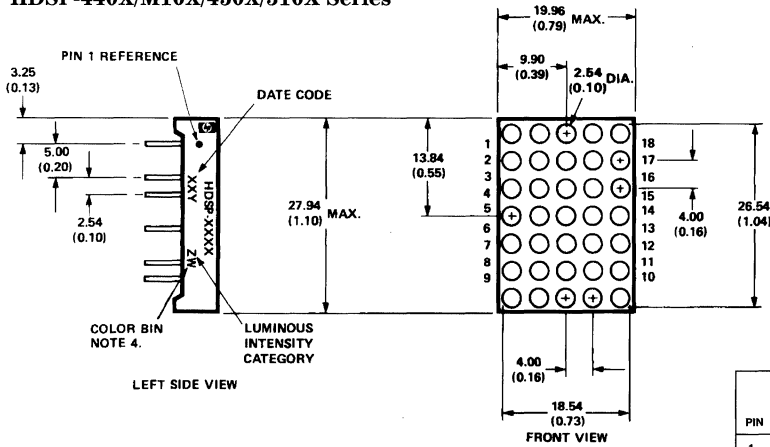 HDSP-440X/M10X/450X/510X Series
19.96
(0.79) MAX.
PIN 1 REFERENCE
9.90
(0.39)
2.54 DIA.
(0.10)
3.25
(0.13)
DATE CODE
5.00
(0.20)
2.54
(0.10)
hp
XXY
HDSP-XXXX
ZW
27.94 MAX.
(1.10)
13.84
(0.55)
1
2
3
4
5
6
7
8
9
18
17
16
15
14
13
12
11
10
4.00
(0.16)
26.54
(1.04)
COLOR BIN
NOTE 4.
LUMINOUS
INTENSITY
CATEGORY
LEFT SIDE VIEW
4.00
(0.16)
18.54
(0.73)
FRONT VIEW
PIN